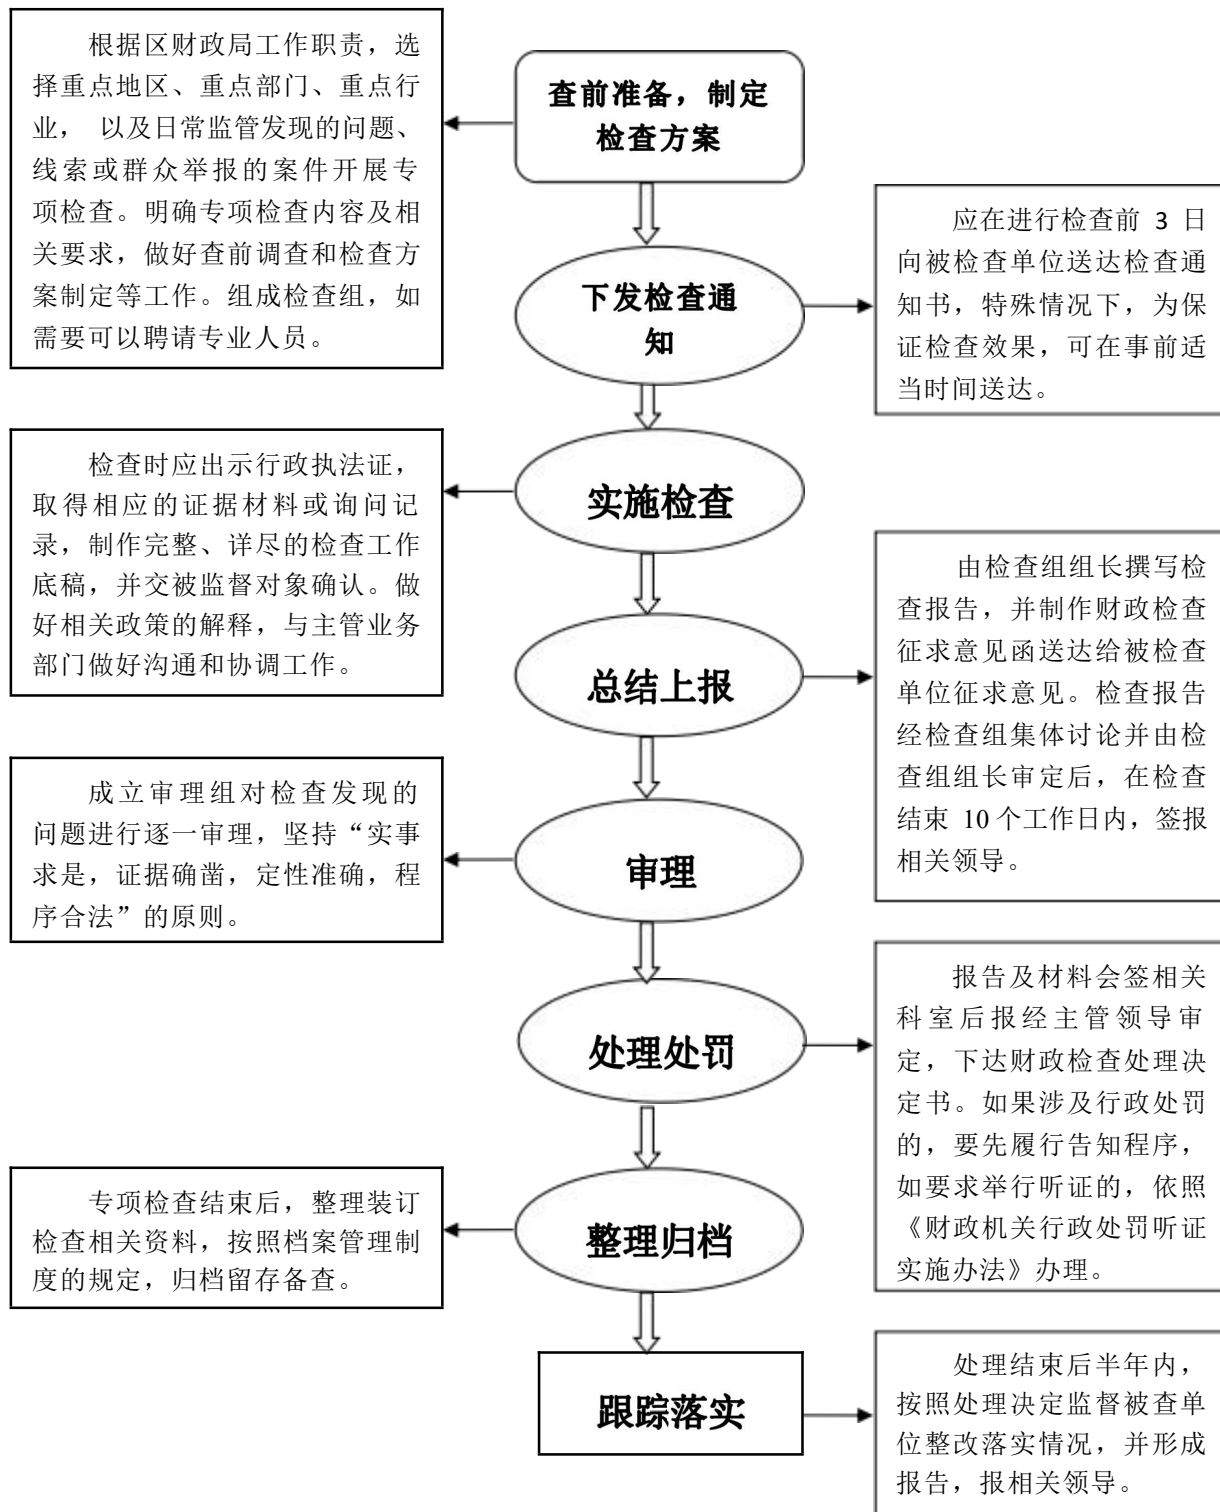 根据区财政局工作职责，选
择重点地区、重点部门、重点行
业， 以及日常监管发现的问题、
线索或群众举报的案件开展专
项检查。明确专项检查内容及相
关要求，做好查前调查和检查方
案制定等工作。组成检查组，如
需要可以聘请专业人员。
查前准备，制定
检查方案
下发检查通
知
应在进行检查前 3 日
向被检查单位送达检查通
知书，特殊情况下，为保
证检查效果，可在事前适
当时间送达。
检查时应出示行政执法证，
取得相应的证据材料或询问记
录，制作完整、详尽的检查工作
底稿，并交被监督对象确认。做
好相关政策的解释，与主管业务
部门做好沟通和协调工作。
实施检查
总结上报
由检查组组长撰写检
查报告，并制作财政检查
征求意见函送达给被检查
单位征求意见。检查报告
经检查组集体讨论并由检
查组组长审定后，在检查
结束 10 个工作日内，签报
相关领导。
成立审理组对检查发现的
问题进行逐一审理，坚持“实事
求是，证据确凿，定性准确，程
序合法”的原则。
审理
处理处罚
报告及材料会签相关
科室后报经主管领导审
定，下达财政检查处理决
定书。如果涉及行政处罚
的，要先履行告知程序，
如要求举行听证的，依照
《财政机关行政处罚听证
实施办法》办理。
专项检查结束后，整理装订
检查相关资料，按照档案管理制
度的规定，归档留存备查。
整理归档
跟踪落实
处理结束后半年内，
按照处理决定监督被查单
位整改落实情况，并形成
报告，报相关领导。